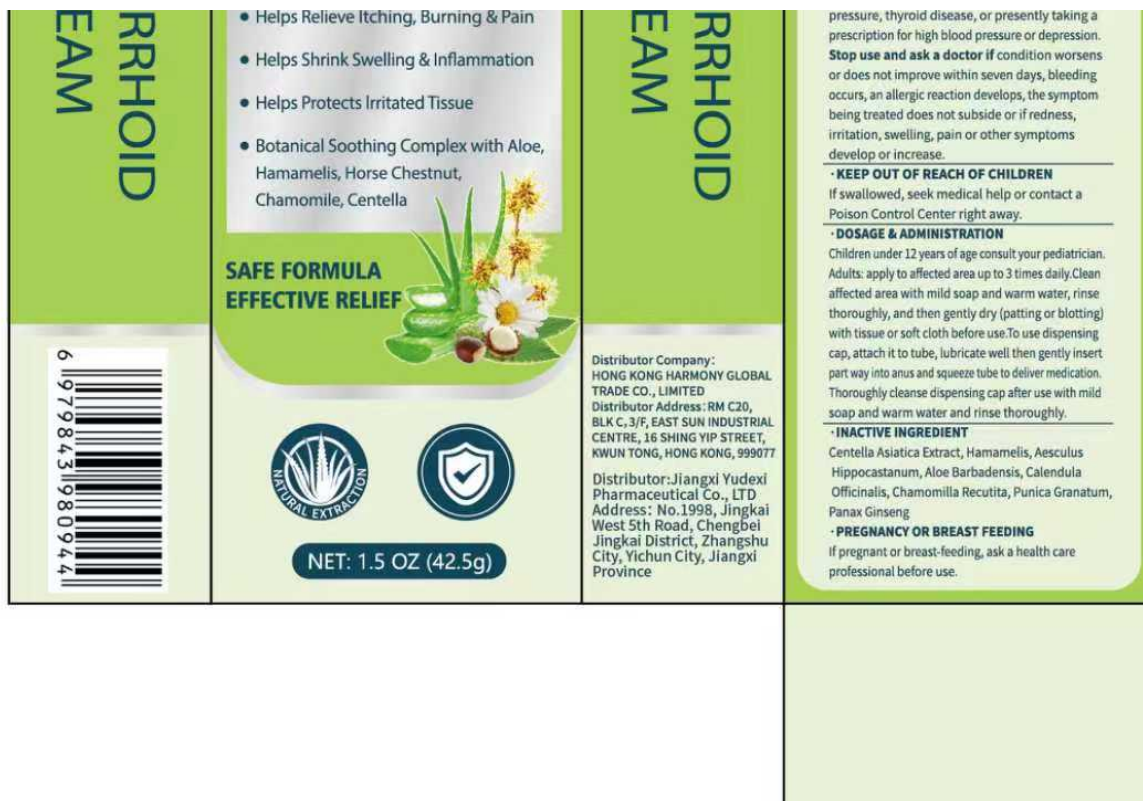 RRHOID
EAM
6 979843 980944
• Helps Relieve Itching, Burning & Pain
• Helps Shrink Swelling & Inflammation
• Helps Protects Irritated Tissue
• Botanical Soothing Complex with Aloe,
Hamamelis, Horse Chestnut,
Chamomile, Centella
SAFE FORMULA
EFFECTIVE RELIEF
NATURAL EXTRACTION
NET: 1.5 OZ (42.5g)
RRHOID
EAM
Distributor Company:
HONG KONG HARMONY GLOBAL
TRADE CO., LIMITED
Distributor Address: RM C20,
BLK C, 3/F, EAST SUN INDUSTRIAL
CENTRE, 16 SHING YIP STREET,
KWUN TONG, HONG KONG, 999077
Distributor:Jiangxi Yudexi
Pharmaceutical Co., LTD
Address: No.1998, Jingkai
West 5th Road, Chengbei
Jingkai District, Zhangshu
City, Yichun City, Jiangxi
Province
pressure, thyroid disease, or presently taking a
prescription for high blood pressure or depression.
Stop use and ask a doctor if condition worsens
or does not improve within seven days, bleeding
occurs, an allergic reaction develops, the symptom
being treated does not subside or if redness,
irritation, swelling, pain or other symptoms
develop or increase.
·KEEP OUT OF REACH OF CHILDREN
If swallowed, seek medical help or contact a
Poison Control Center right away.
·DOSAGE & ADMINISTRATION
Children under 12 years of age consult your pediatrician.
Adults: apply to affected area up to 3 times daily.Clean
affected area with mild soap and warm water, rinse
thoroughly, and then gently dry (patting or blotting)
with tissue or soft cloth before use.To use dispensing
cap, attach it to tube, lubricate well then gently insert
part way into anus and squeeze tube to deliver medication.
Thoroughly cleanse dispensing cap after use with mild
soap and warm water and rinse thoroughly.
·INACTIVE INGREDIENT
Centella Asiatica Extract, Hamamelis, Aesculus
Hippocastanum, Aloe Barbadensis, Calendula
Officinalis, Chamomilla Recutita, Punica Granatum,
Panax Ginseng
·PREGNANCY OR BREAST FEEDING
If pregnant or breast-feeding, ask a health care
professional before use.